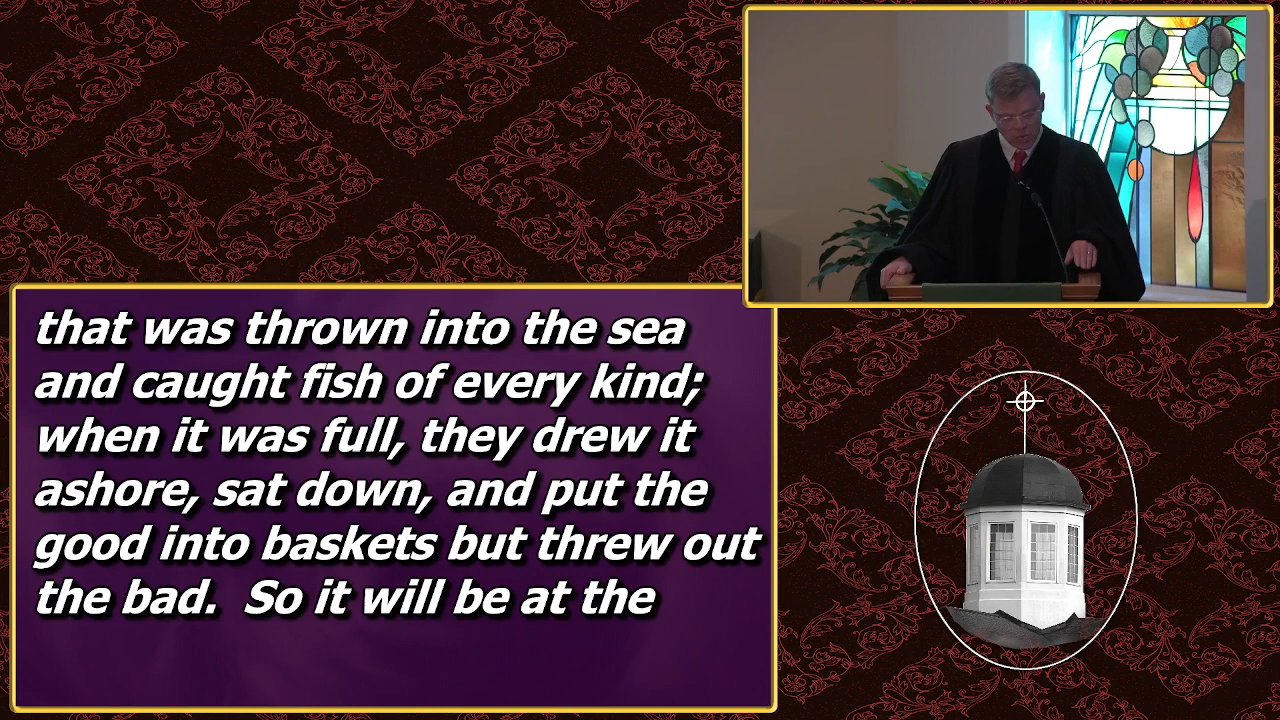 that was thrown into the sea
and caught fish of every kind;
when it was full, they drew it
ashore, sat down, and put the
good into baskets but threw out
the bad.  So it will be at the